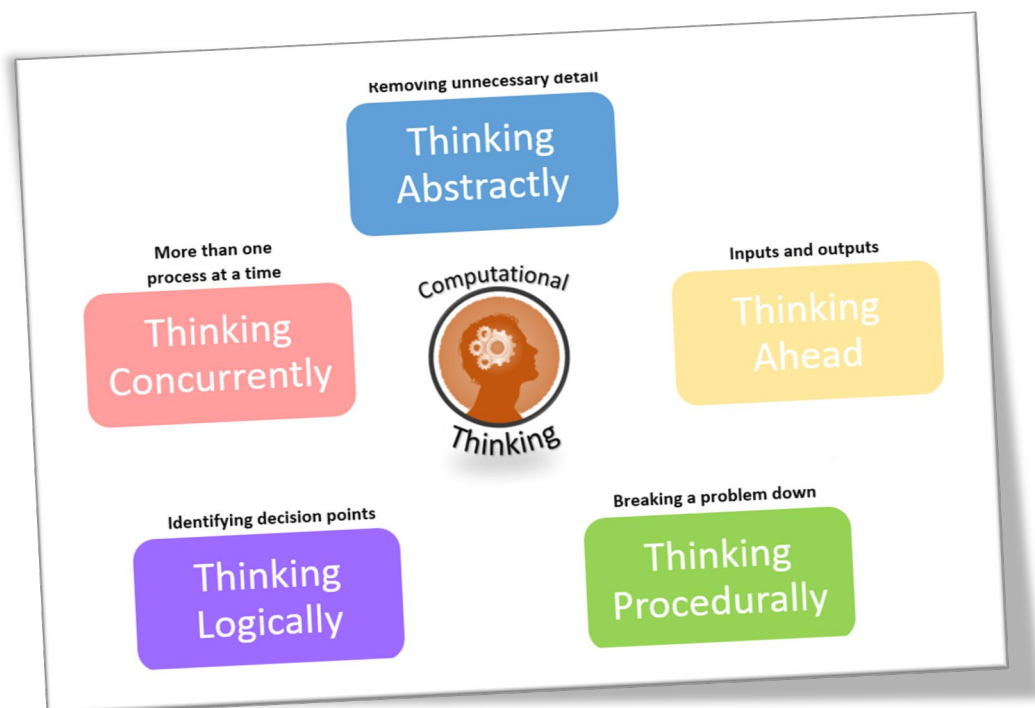 Removing unnecessary detail
Thinking
Abstractly
More than one
process at a time
Thinking
Concurrently
Computational
Thinking
Inputs and outputs
Thinking
Ahead
Identifying decision points
Thinking
Logically
Breaking a problem down
Thinking
Procedurally